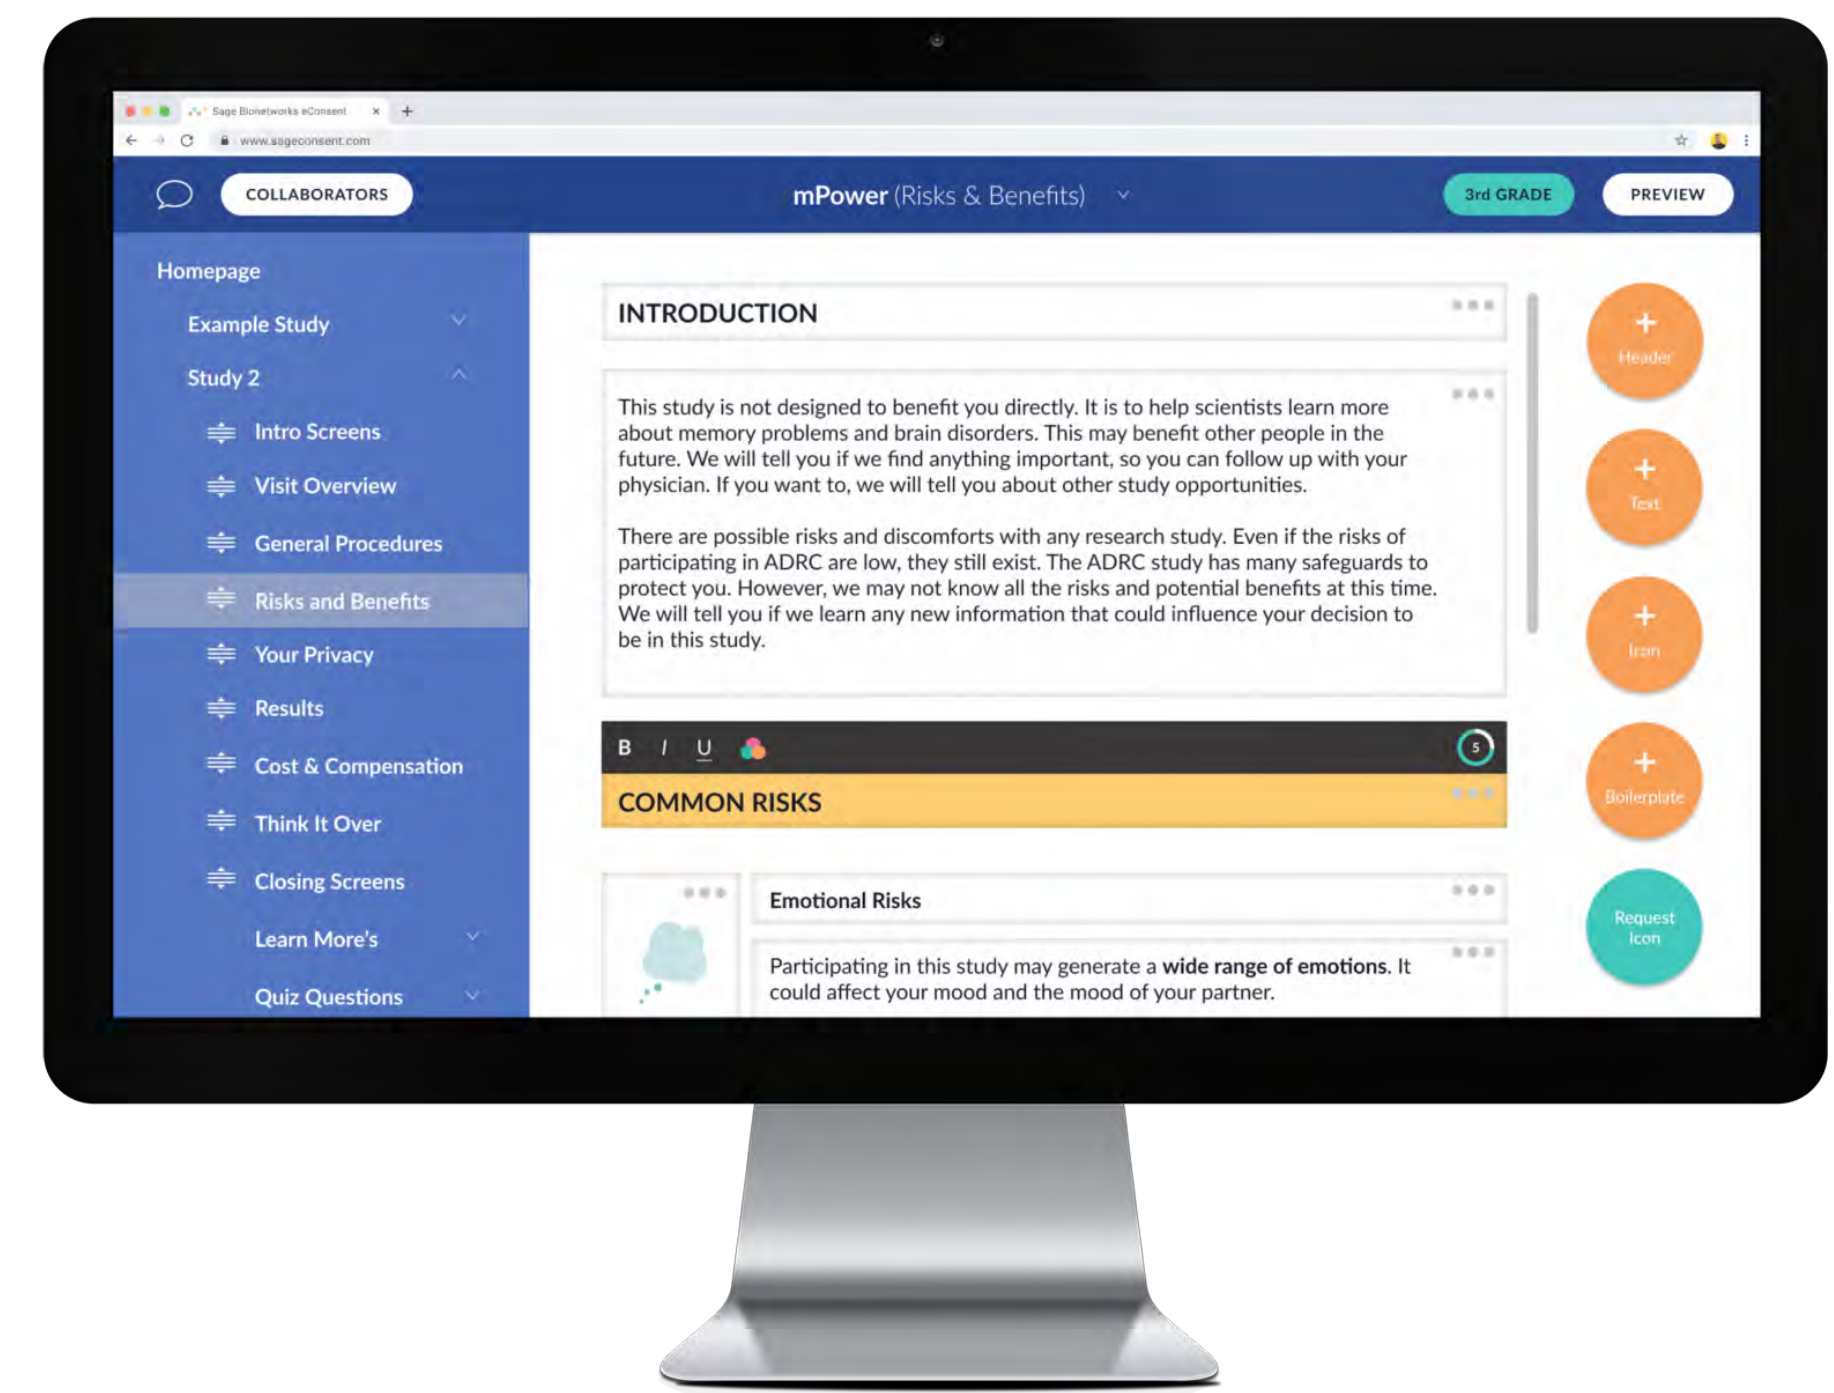 Sage Bionetworks eConsent
www.sageconsent.com
COLLABORATORS
mPower (Risks & Benefits)
3rd GRADE
PREVIEW
Homepage
Example Study
Study 2
Intro Screens
Visit Overview
General Procedures
Risks and Benefits
Your Privacy
Results
Cost & Compensation
Think It Over
Closing Screens
Learn More's
Quiz Questions
INTRODUCTION
This study is not designed to benefit you directly. It is to help scientists learn more
about memory problems and brain disorders. This may benefit other people in the
future. We will tell you if we find anything important, so you can follow up with your
physician. If you want to, we will tell you about other study opportunities.
There are possible risks and discomforts with any research study. Even if the risks of
participating in ADRC are low, they still exist. The ADRC study has many safeguards to
protect you. However, we may not know all the risks and potential benefits at this time.
We will tell you if we learn any new information that could influence your decision to
be in this study.
B I U
5
COMMON RISKS
Emotional Risks
Participating in this study may generate a wide range of emotions. It
could affect your mood and the mood of your partner.
+
Header
+
Text
+
Icon
+
Boilerplate
Request
Icon